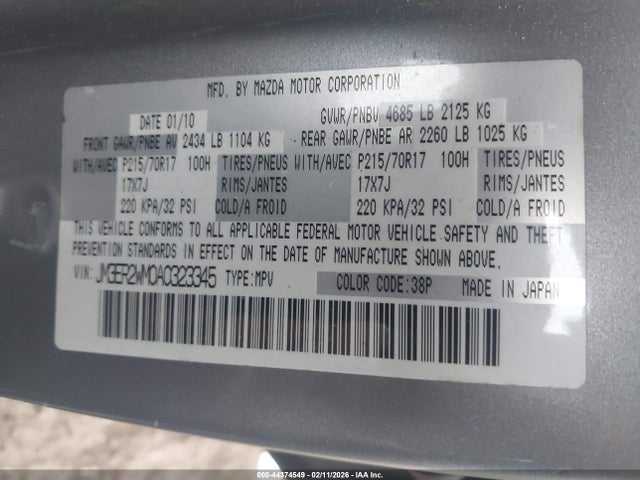 MFD. BY MAZDA MOTOR CORPORATION
DATE 01/10 GVWR/PNBV 4685 LB 2125 KG
FRONT GAWR/PNBE AV 2434 LB 1104 KG REAR GAWR/PNBE AR 2260 LB 1025 KG
WITH/AVEC P215/70R17 100H TIRES/PNEUS WITH/AVEC P215/70R17 100H TIRES/PNEUS
17X7J RIMS/JANTES 17X7J RIMS/JANTES
220 KPA/32 PSI COLD/A FROID 220 KPA/32 PSI COLD/A FROID
THIS VEHICLE CONFORMS TO ALL APPLICABLE FEDERAL MOTOR VEHICLE SAFETY AND THEFT
PREVENTION STANDARDS IN EFFECT ON THE DATE OF MANUFACTURE SHOWN ABOVE.
VIN: JM3ER2WM0A0323345 TYPE:MPV COLOR CODE:38P MADE IN JAPAN
000-44374549 - 02/11/2026 - IAA Inc.